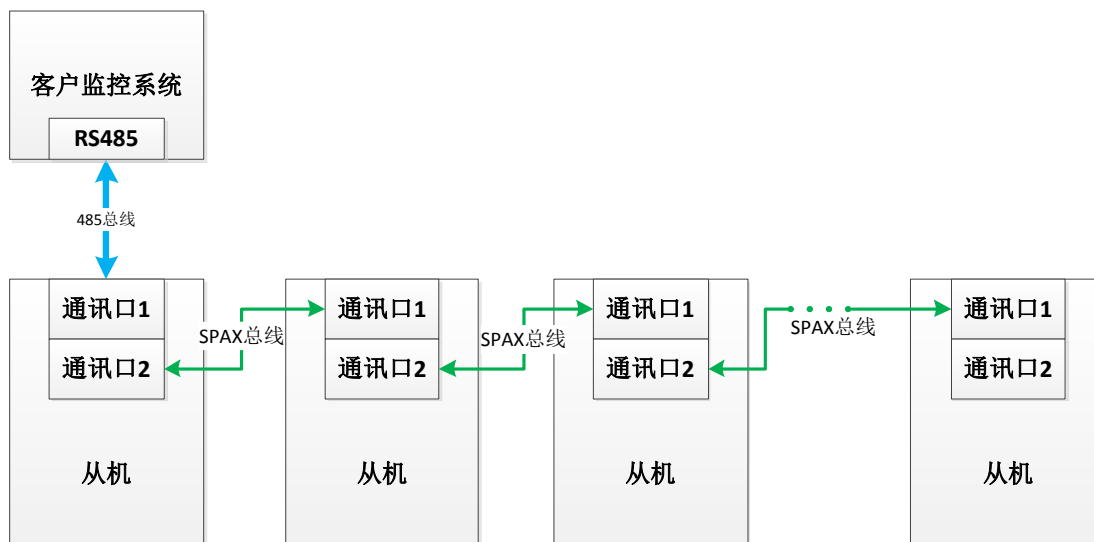 客户监控系统
RS485
485总线
通讯口1
通讯口1
通讯口1
通讯口1
SPAX总线
SPAX总线
SPAX总线
通讯口2
通讯口2
通讯口2
通讯口2
从机
从机
从机
从机